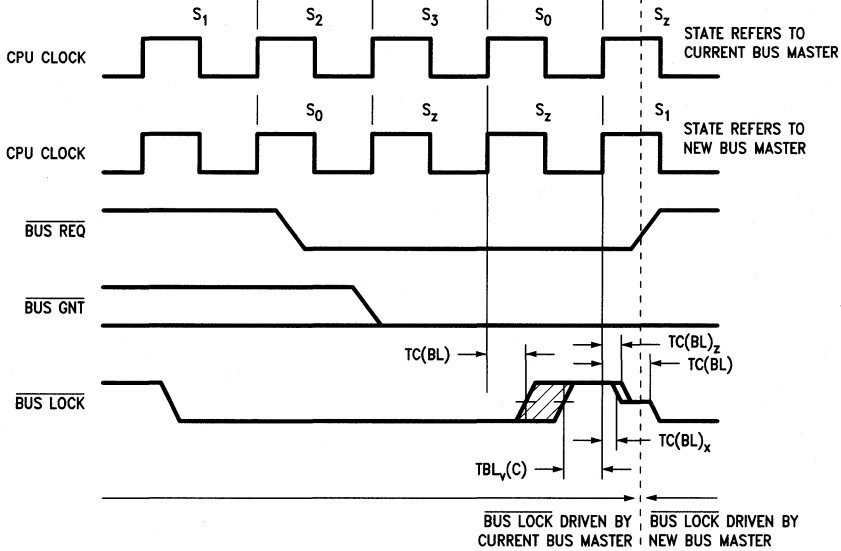 S1 S2 S3 S0 Sz
CPU CLOCK
STATE REFERS TO
CURRENT BUS MASTER
S0 Sz Sz S1
CPU CLOCK
STATE REFERS TO
NEW BUS MASTER
BUS REQ
BUS GNT
TC(BL)
TC(BL)z
TC(BL)
BUS LOCK
TC(BL)x
TBLv(C)
BUS LOCK DRIVEN BY
CURRENT BUS MASTER
BUS LOCK DRIVEN BY
NEW BUS MASTER